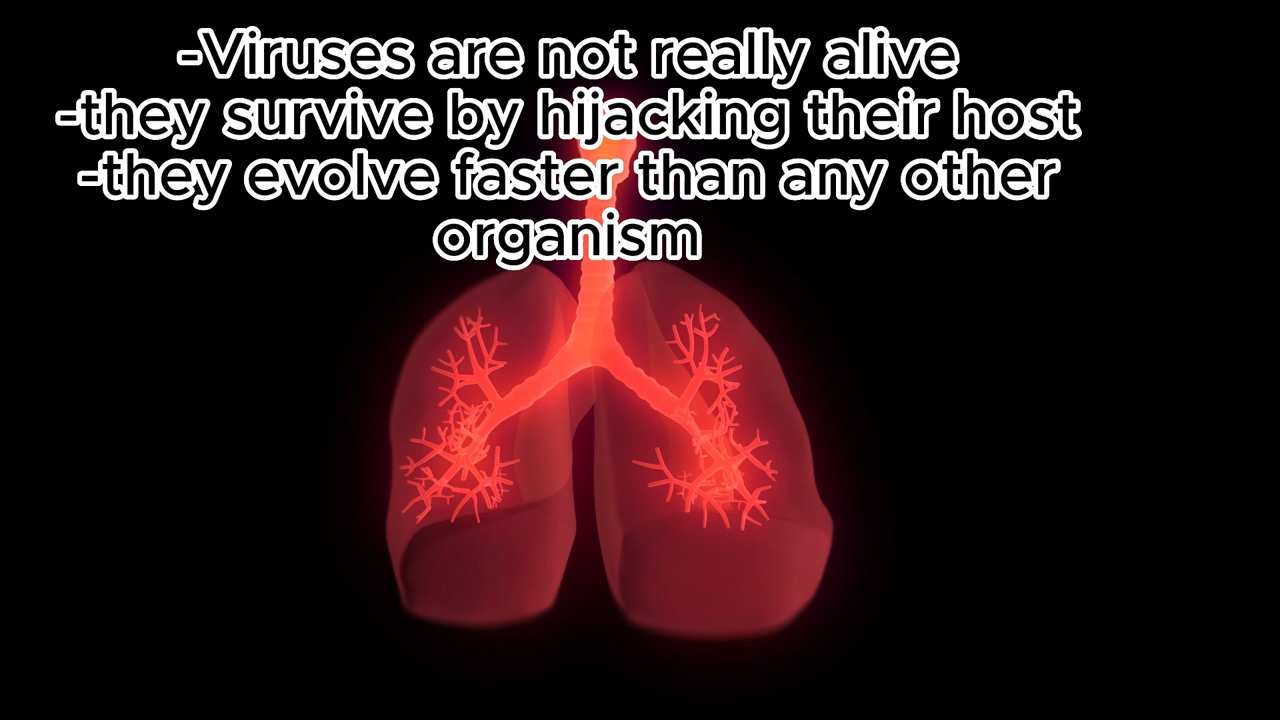 -Viruses are not really alive
-they survive by hijacking their host
-they evolve faster than any other
organism